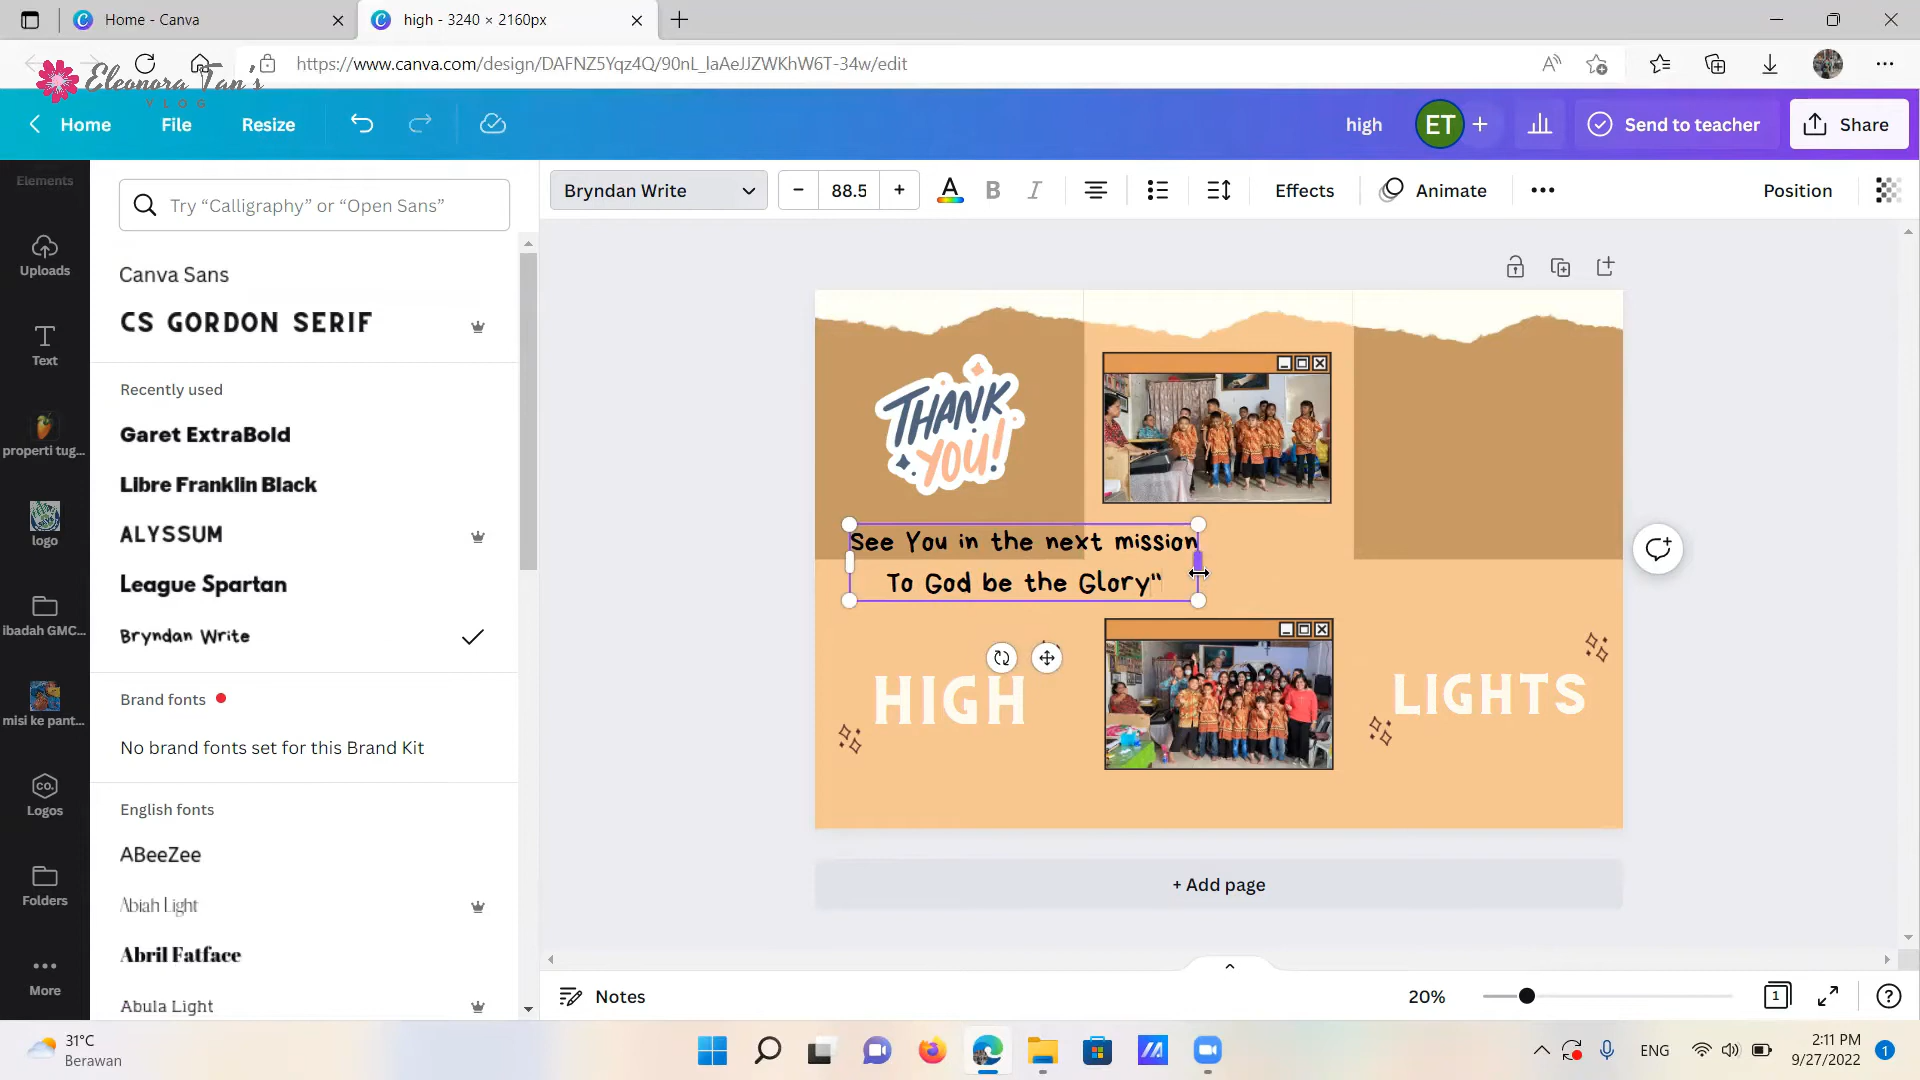 Home - Canva
high - 3240 × 2160px
https://www.canva.com/design/DAFNZ5Yqz4Q/90nL_laAeJJZWKhW6T-34w/edit
Eleonora Tan's
VLOG
Home
File
Resize
high
ET
Send to teacher
Share
Elements
Uploads
Text
properti tug...
logo
ibadah GMC...
misi ke pant...
Logos
Folders
More
Try “Calligraphy” or “Open Sans”
Canva Sans
CS GORDON SERIF
Recently used
Garet ExtraBold
Libre Franklin Black
ALYSSUM
League Spartan
Bryndan Write
Brand fonts
No brand fonts set for this Brand Kit
English fonts
ABeeZee
Abiah Light
Abril Fatface
Abula Light
Bryndan Write
88.5
A
B
I
Effects
Animate
Position
THANK
YOU!
See You in the next mission
To God be the Glory"
HIGH
LIGHTS
+ Add page
Notes
20%
1
31°C
Berawan
ENG
2:11 PM
9/27/2022
1